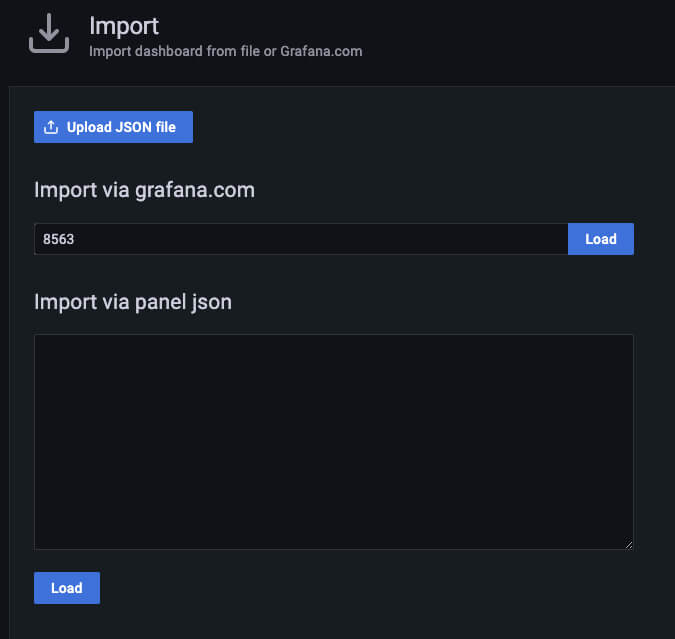 Import
Import dashboard from file or Grafana.com
Upload JSON file
Import via grafana.com
8563
Load
Import via panel json
Load